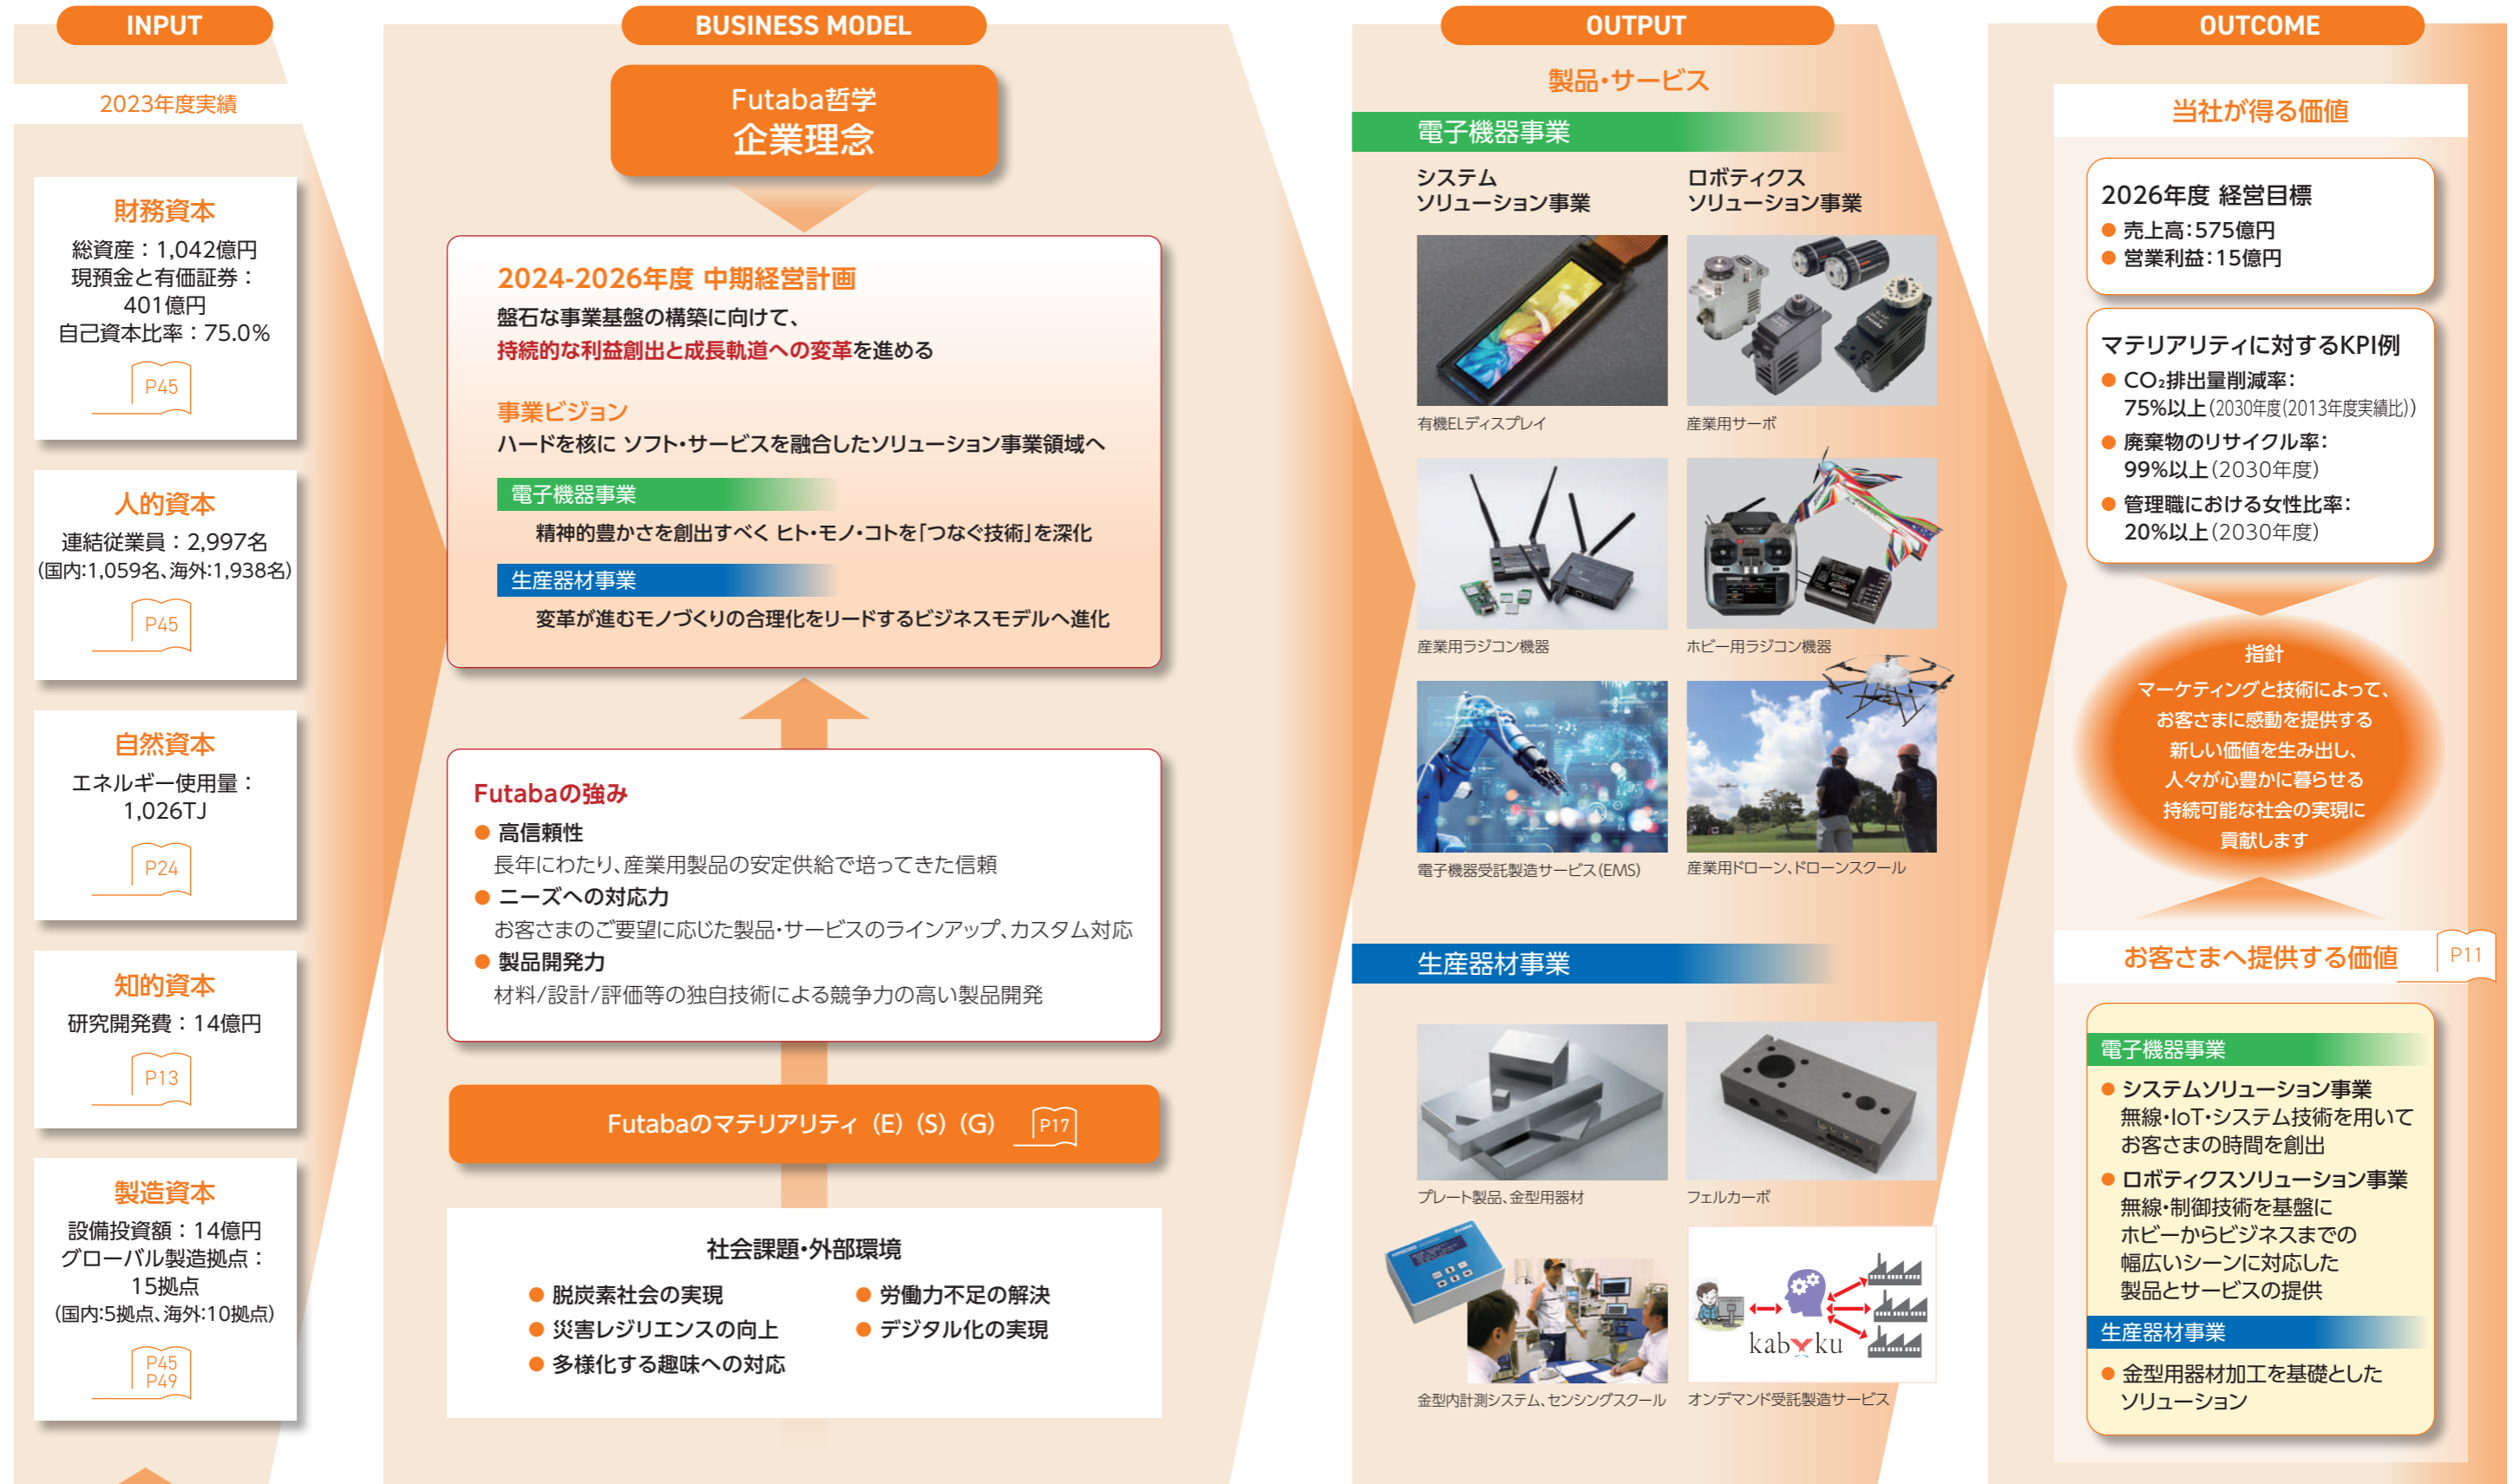 INPUT
2023年度実績
財務資本
総資産：1,042億円
現預金と有価証券：
401億円
自己資本比率：75.0%
P45
人的資本
連結従業員：2,997名
(国内:1,059名、海外:1,938名)
P45
自然資本
エネルギー使用量：
1,026TJ
P24
知的資本
研究開発費：14億円
P13
製造資本
設備投資額：14億円
グローバル製造拠点：
15拠点
(国内:5拠点、海外:10拠点)
P45
P49
BUSINESS MODEL
Futaba哲学
企業理念
2024-2026年度 中期経営計画
盤石な事業基盤の構築に向けて、
持続的な利益創出と成長軌道への変革を進める
事業ビジョン
ハードを核に ソフト・サービスを融合したソリューション事業領域へ
電子機器事業
精神的豊かさを創出すべく ヒト・モノ・コトを「つなぐ技術」を深化
生産器材事業
変革が進むモノづくりの合理化をリードするビジネスモデルへ進化
Futabaの強み
● 高信頼性
長年にわたり、産業用製品の安定供給で培ってきた信頼
● ニーズへの対応力
お客さまのご要望に応じた製品・サービスのラインアップ、カスタム対応
● 製品開発力
材料/設計/評価等の独自技術による競争力の高い製品開発
Futabaのマテリアリティ (E) (S) (G) P17
社会課題・外部環境
● 脱炭素社会の実現
● 災害レジリエンスの向上
● 多様化する趣味への対応
● 労働力不足の解決
● デジタル化の実現
OUTPUT
製品・サービス
電子機器事業
システム
ソリューション事業
ロボティクス
ソリューション事業
有機ELディスプレイ
産業用サーボ
産業用ラジコン機器
ホビー用ラジコン機器
電子機器受託製造サービス(EMS)
産業用ドローン、ドローンスクール
生産器材事業
プレート製品、金型用器材
フェルカーボ
kabku
金型内計測システム、センシングスクール
オンデマンド受託製造サービス
OUTCOME
当社が得る価値
2026年度 経営目標
● 売上高:575億円
● 営業利益:15億円
マテリアリティに対するKPI例
● CO₂排出量削減率:
75%以上(2030年度(2013年度実績比))
● 廃棄物のリサイクル率:
99%以上(2030年度)
● 管理職における女性比率:
20%以上(2030年度)
指針
マーケティングと技術によって、
お客さまに感動を提供する
新しい価値を生み出し、
人々が心豊かに暮らせる
持続可能な社会の実現に
貢献します
お客さまへ提供する価値 P11
電子機器事業
● システムソリューション事業
無線・IoT・システム技術を用いて
お客さまの時間を創出
● ロボティクスソリューション事業
無線・制御技術を基盤に
ホビーからビジネスまでの
幅広いシーンに対応した
製品とサービスの提供
生産器材事業
● 金型用器材加工を基礎とした
ソリューション